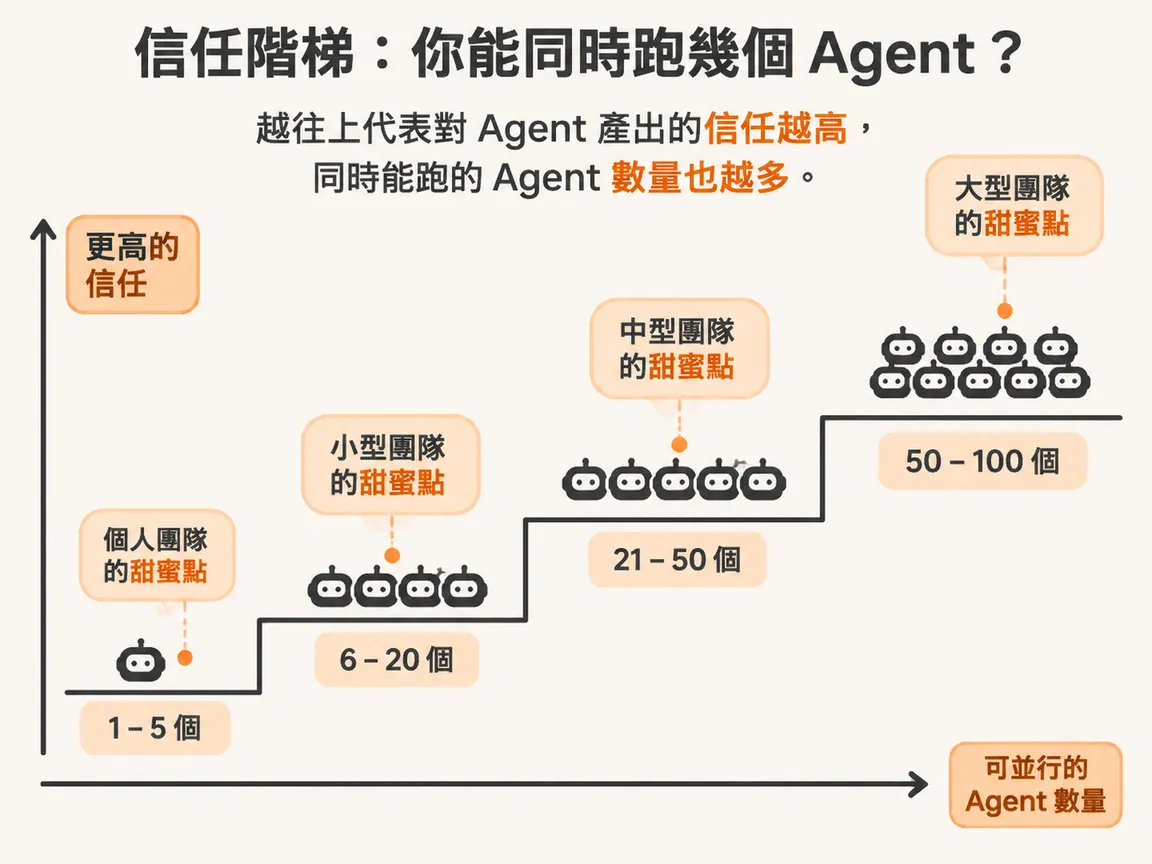 信任階梯：你能同時跑幾個 Agent？
越往上代表對 Agent 產出的信任越高，
同時能跑的 Agent 數量也越多。
更高的
信任
大型團隊
的甜蜜點
中型團隊
的甜蜜點
小型團隊
的甜蜜點
個人團隊
的甜蜜點
1 – 5 個
6 – 20 個
21 – 50 個
50 – 100 個
可並行的
Agent 數量